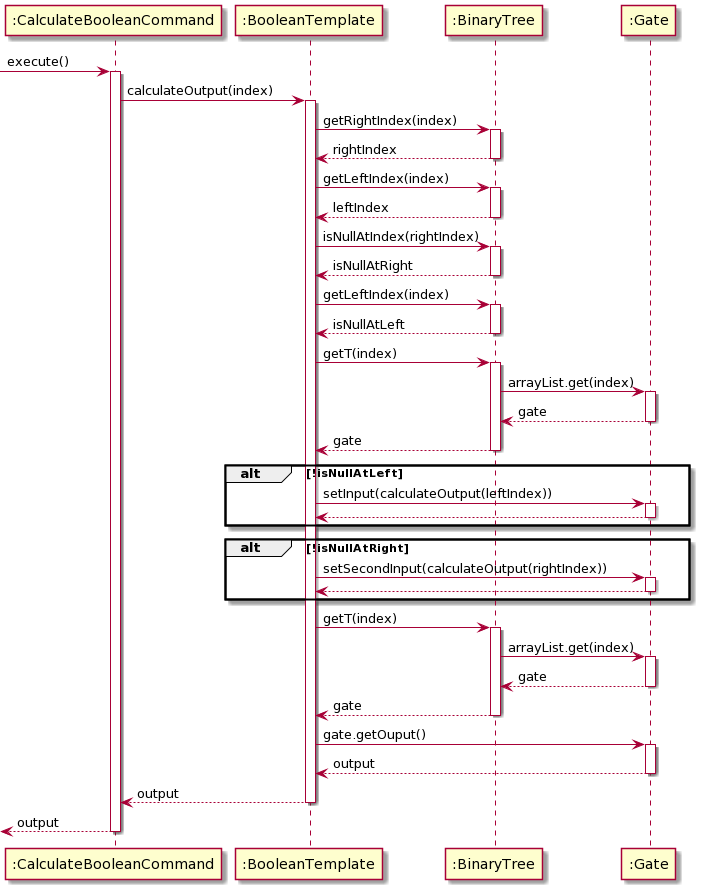 :CalculateBooleanCommand :BooleanTemplate :BinaryTree :Gate
execute()
calculateOutput(index)
getRightIndex(index)
rightIndex
getLeftIndex(index)
leftIndex
isNullAtIndex(rightIndex)
isNullAtRight
getLeftIndex(index)
isNullAtLeft
getT(index)
arrayList.get(index)
gate
gate
alt [!isNullAtLeft]
setInput(calculateOutput(leftIndex))
alt [!isNullAtRight]
setSecondInput(calculateOutput(rightIndex))
getT(index)
arrayList.get(index)
gate
gate
gate.getOuput()
output
output
output
:CalculateBooleanCommand :BooleanTemplate :BinaryTree :Gate